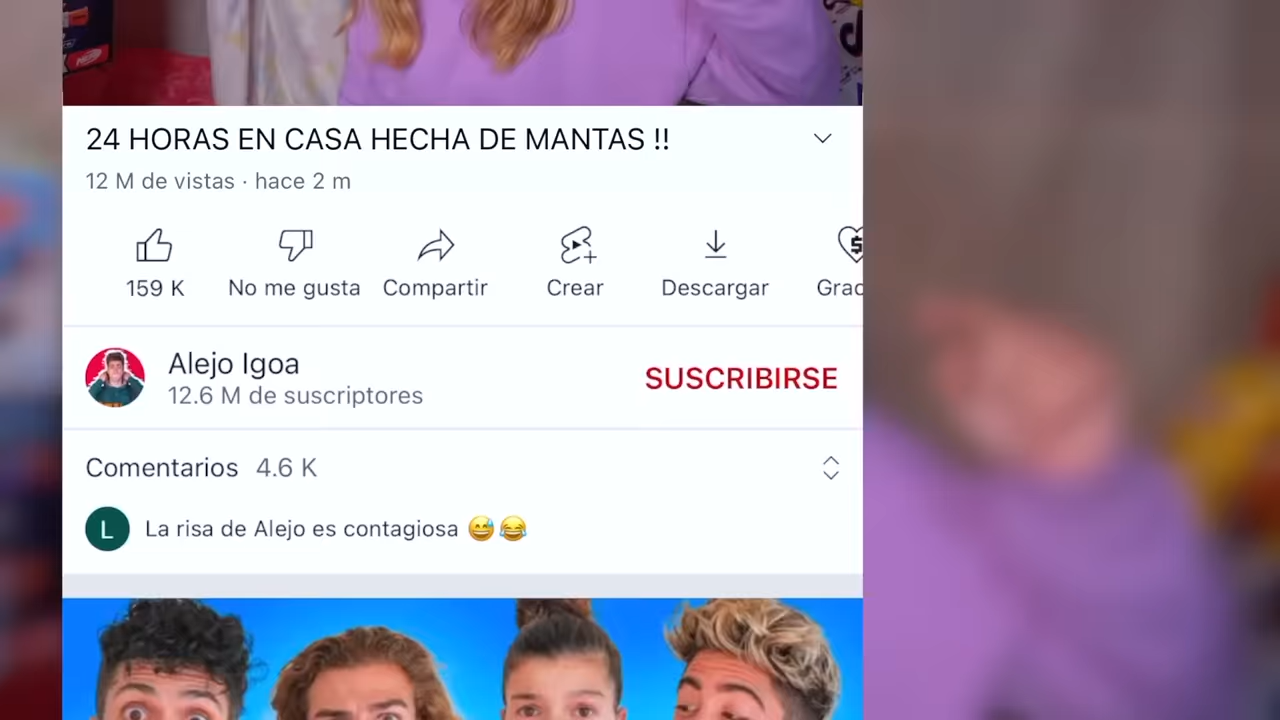 24 HORAS EN CASA HECHA DE MANTAS !!
12 M de vistas · hace 2 m
159 K
No me gusta
Compartir
Crear
Descargar
Grac
Alejo Igoa
12.6 M de suscriptores
SUSCRIBIRSE
Comentarios 4.6 K
L
La risa de Alejo es contagiosa 😅😂